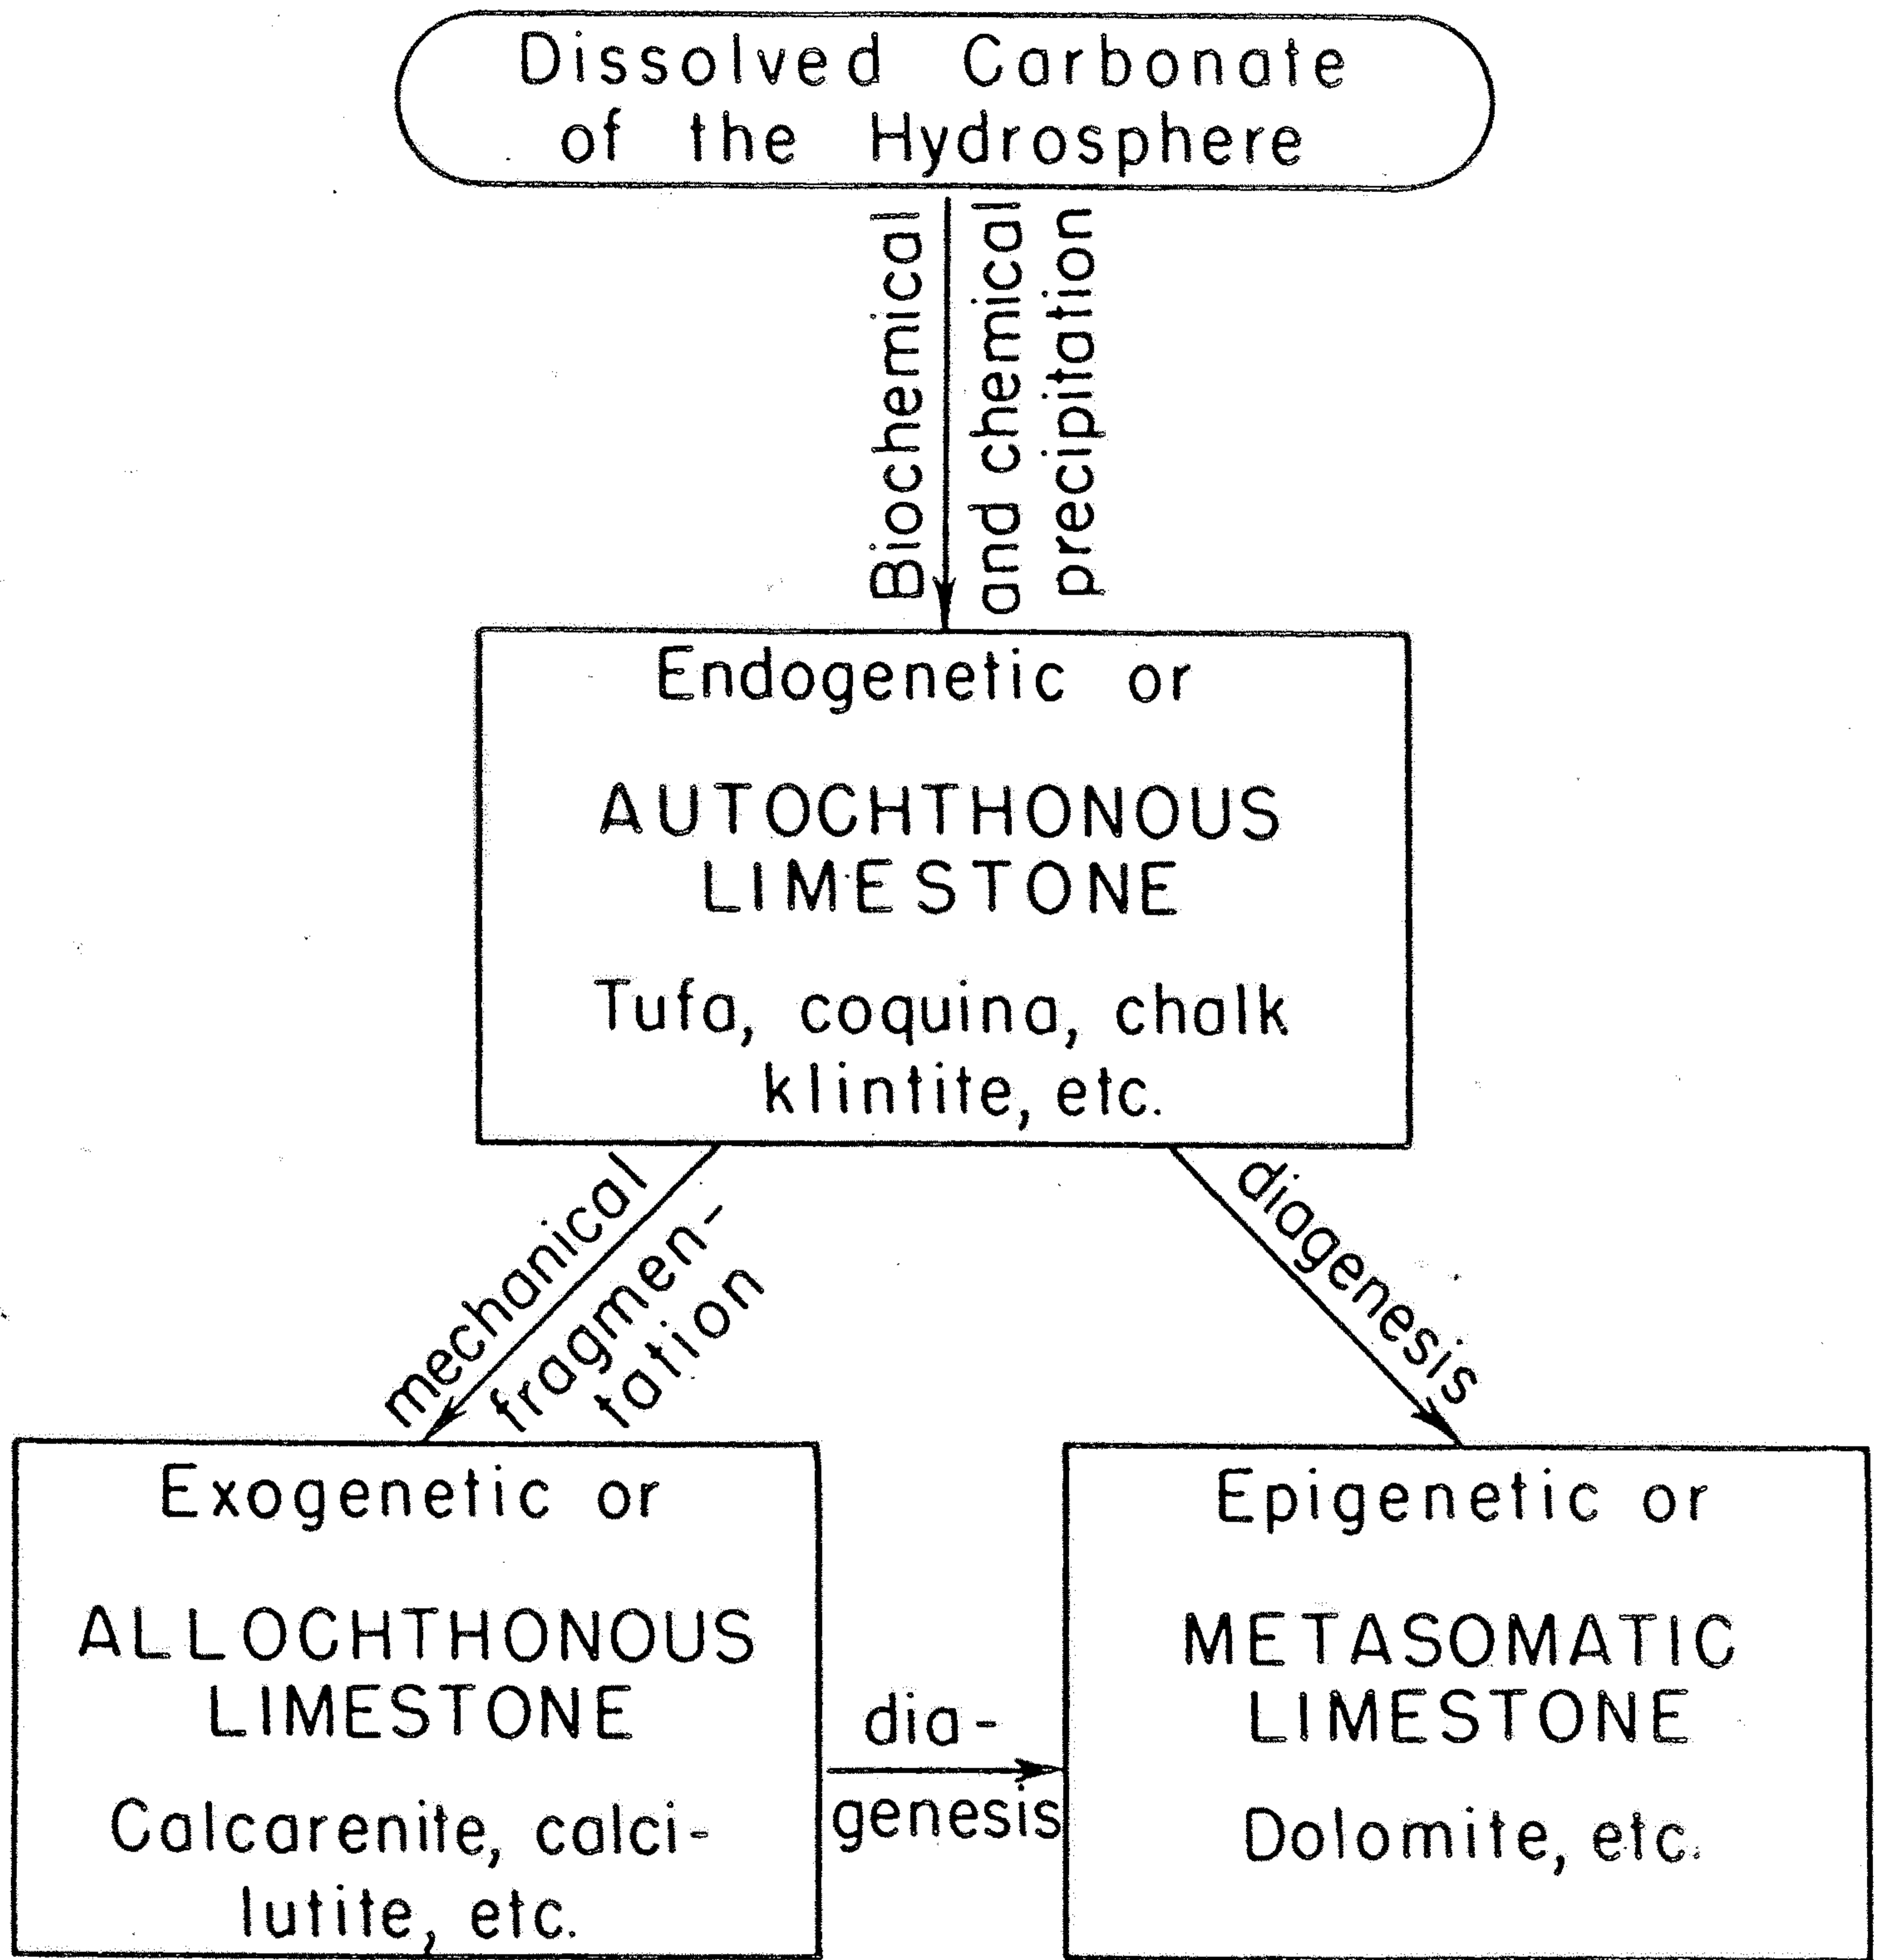 Dissolved Carbonate
of the Hydrosphere
Biochemical
and chemical
precipitation
Endogenetic or
AUTOCHTHONOUS
LIMESTONE
Tufa, coquina, chalk
klintite, etc.
mechanical
fragmen-
tation
diagenesis
Exogenetic or
ALLOCHTHONOUS
LIMESTONE
Calcarenite, calci-
lutite, etc.
dia-
genesis
Epigenetic or
METASOMATIC
LIMESTONE
Dolomite, etc.